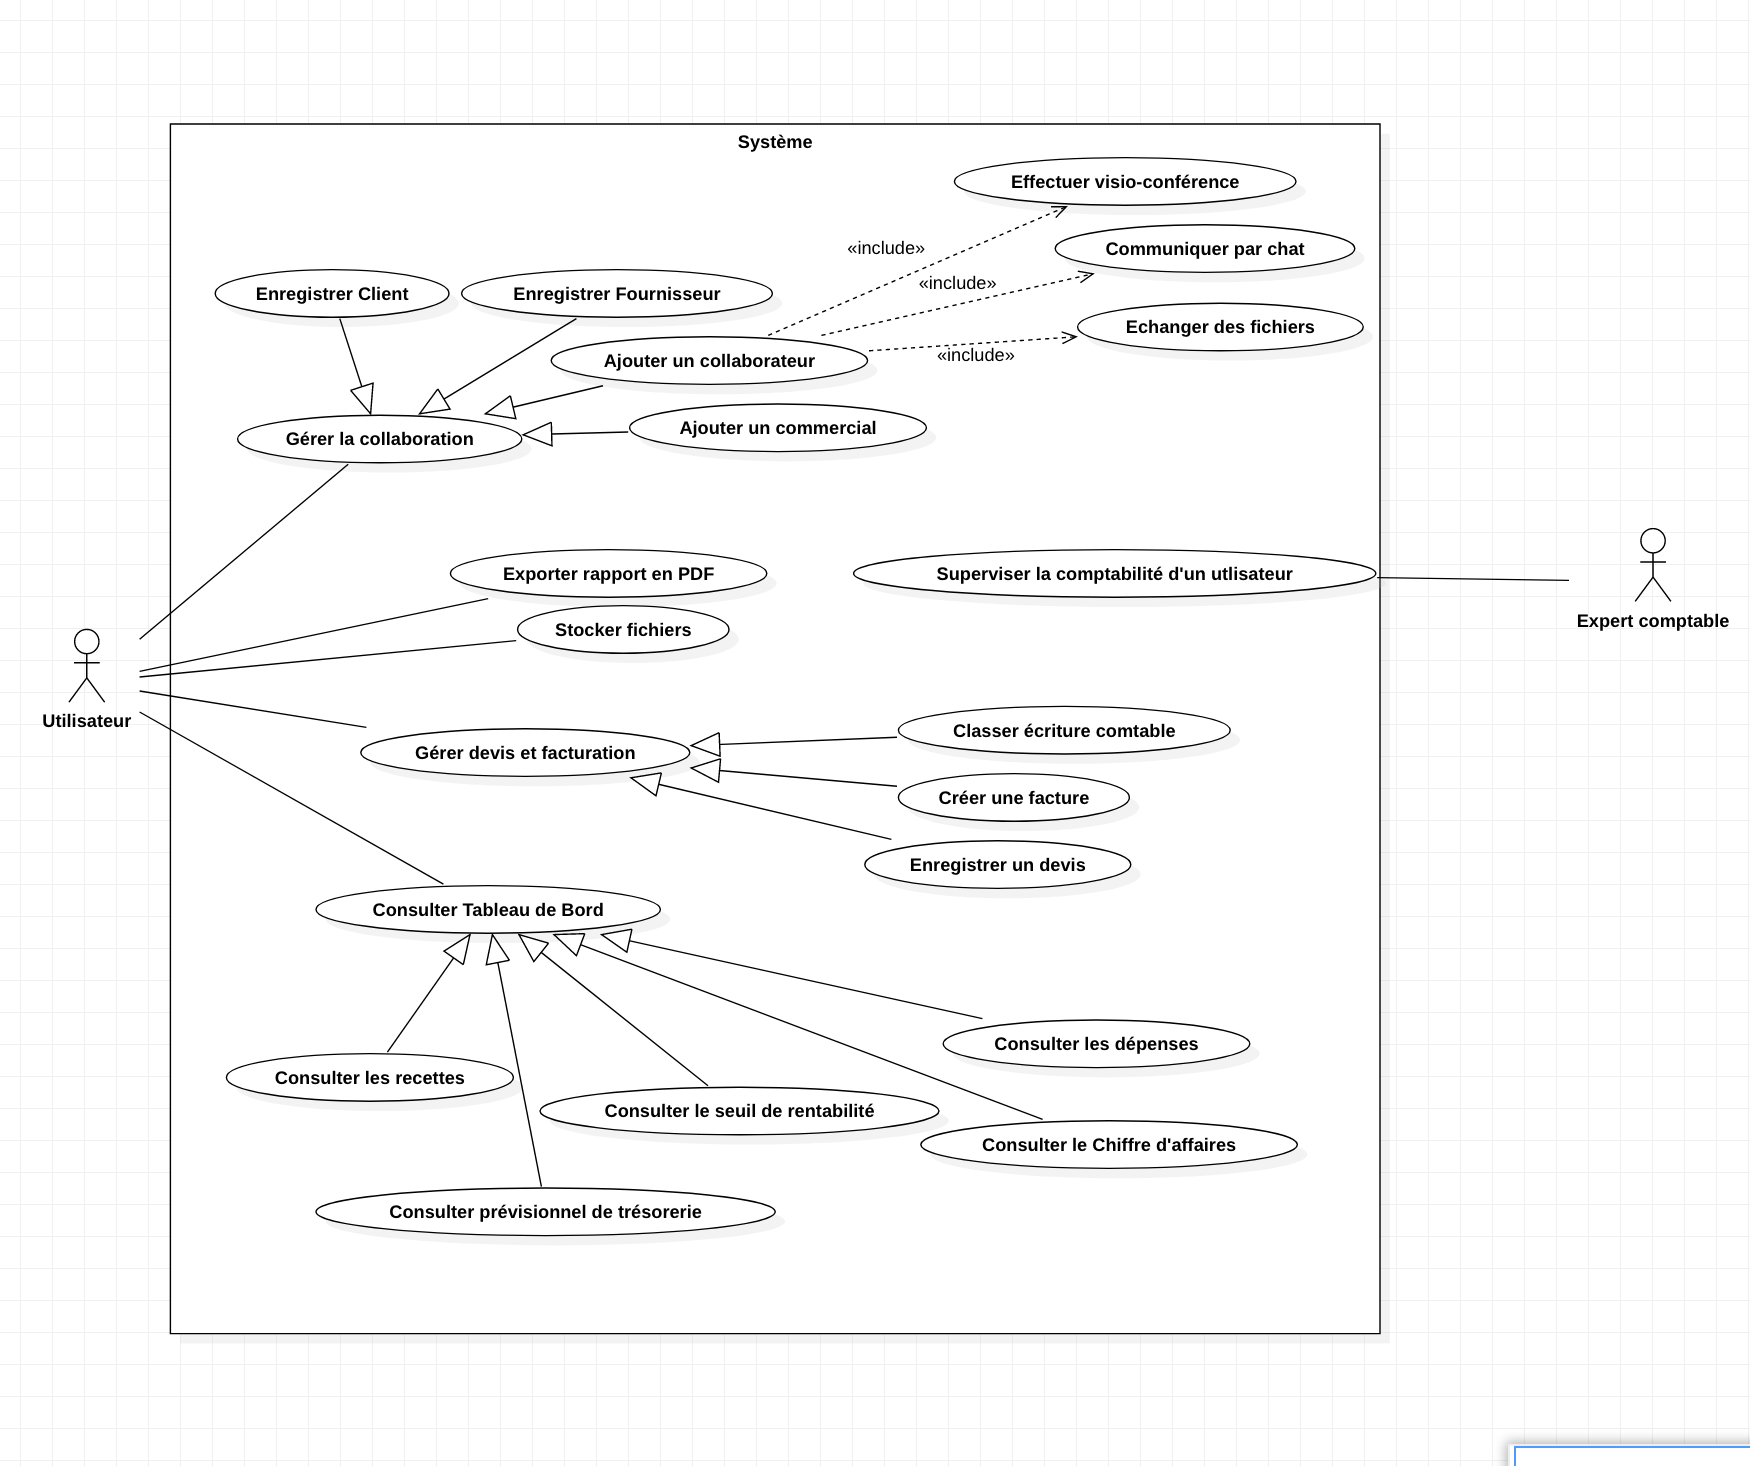 Système
Effectuer visio-conférence
«include»
Communiquer par chat
«include»
Enregistrer Client
Enregistrer Fournisseur
Echanger des fichiers
«include»
Ajouter un collaborateur
Ajouter un commercial
Gérer la collaboration
Exporter rapport en PDF
Superviser la comptabilité d'un utlisateur
Expert comptable
Stocker fichiers
Utilisateur
Classer écriture comtable
Gérer devis et facturation
Créer une facture
Enregistrer un devis
Consulter Tableau de Bord
Consulter les dépenses
Consulter les recettes
Consulter le seuil de rentabilité
Consulter le Chiffre d'affaires
Consulter prévisionnel de trésorerie